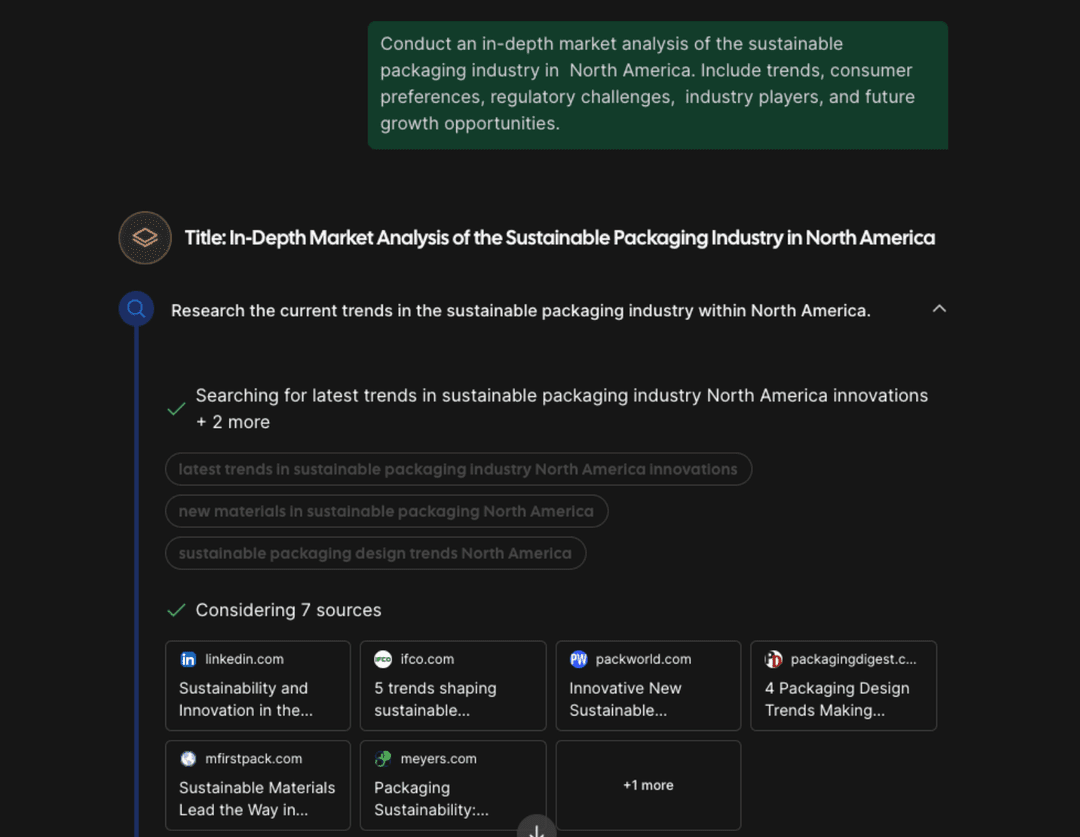 Conduct an in-depth market analysis of the sustainable
packaging industry in  North America. Include trends, consumer
preferences, regulatory challenges,  industry players, and future
growth opportunities.
Title: In-Depth Market Analysis of the Sustainable Packaging Industry in North America
Research the current trends in the sustainable packaging industry within North America.
Searching for latest trends in sustainable packaging industry North America innovations
+ 2 more
latest trends in sustainable packaging industry North America innovations
new materials in sustainable packaging North America
sustainable packaging design trends North America
Considering 7 sources
in linkedin.com
Sustainability and
Innovation in the...
IFCO ifco.com
5 trends shaping
sustainable...
PW packworld.com
Innovative New
Sustainable...
packagingdigest.c...
4 Packaging Design
Trends Making...
mfirstpack.com
Sustainable Materials
Lead the Way in...
meyers.com
Packaging
Sustainability:...
+1 more